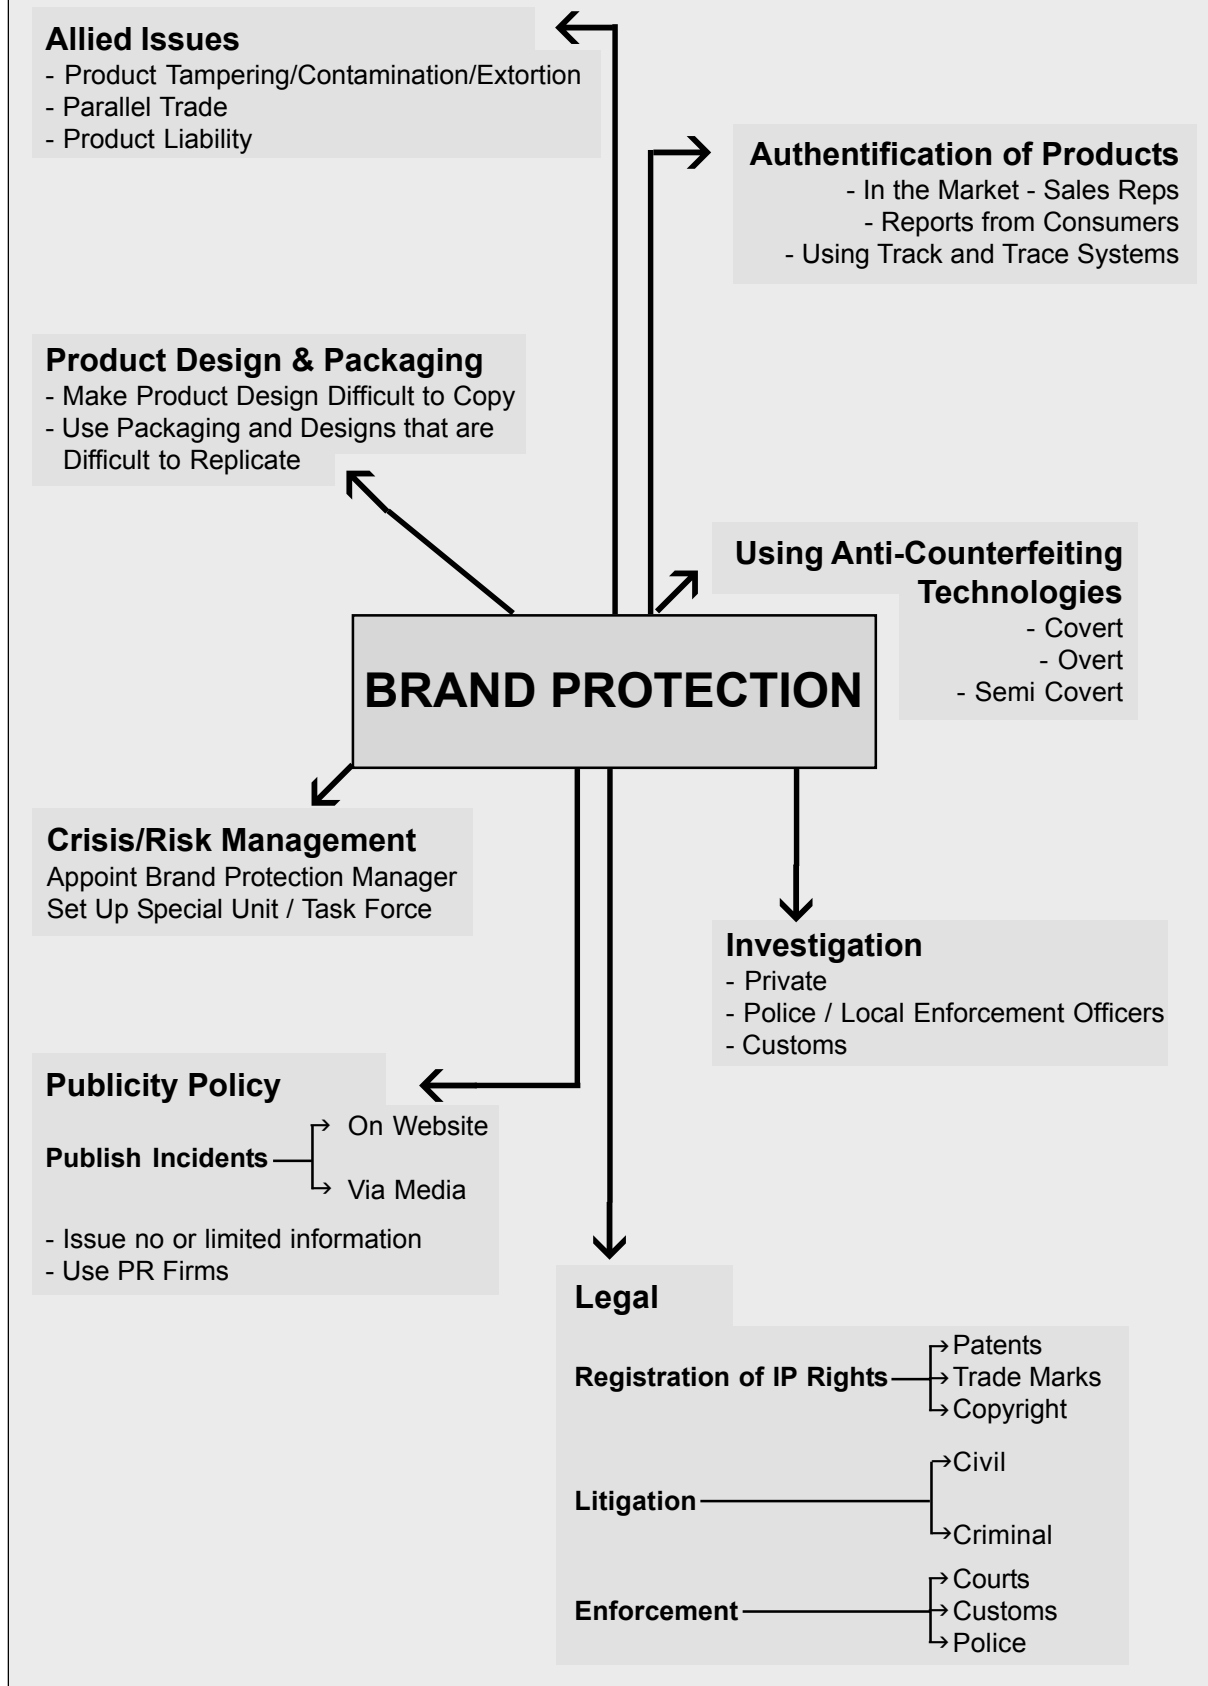 Allied Issues
- Product Tampering/Contamination/Extortion
- Parallel Trade
- Product Liability
Authentification of Products
- In the Market - Sales Reps
- Reports from Consumers
- Using Track and Trace Systems
Product Design & Packaging
- Make Product Design Difficult to Copy
- Use Packaging and Designs that are
Difficult to Replicate
Using Anti-Counterfeiting
Technologies
- Covert
- Overt
- Semi Covert
BRAND PROTECTION
Crisis/Risk Management
Appoint Brand Protection Manager
Set Up Special Unit / Task Force
Investigation
- Private
- Police / Local Enforcement Officers
- Customs
Publicity Policy
On Website
Publish Incidents
Via Media
- Issue no or limited information
- Use PR Firms
Legal
Patents
Registration of IP Rights Trade Marks
Copyright
Civil
Litigation
Criminal
Courts
Enforcement Customs
Police